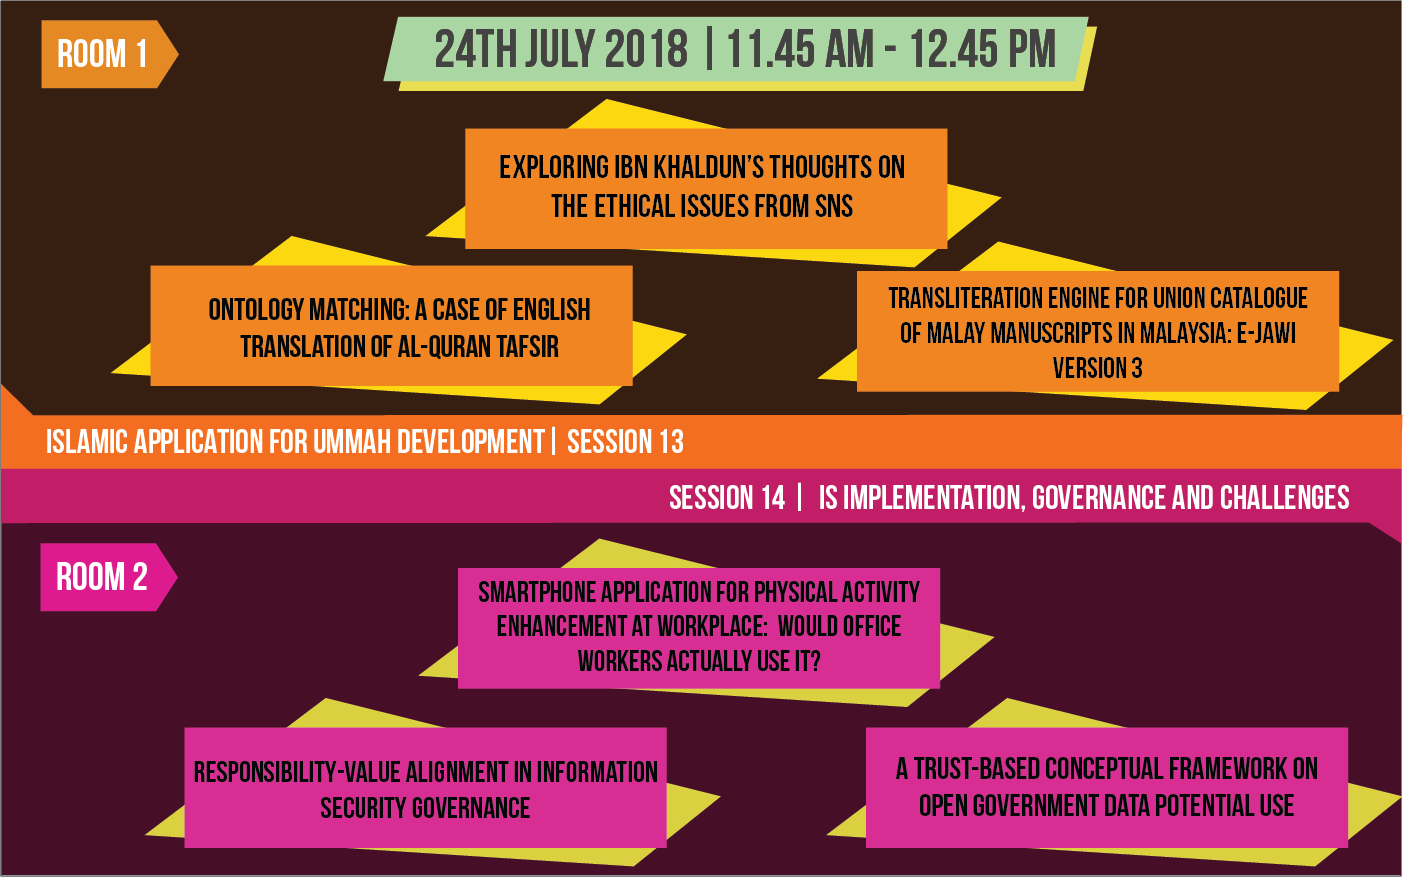 ROOM 1
24TH JULY 2018 | 11.45 AM - 12.45 PM
EXPLORING IBN KHALDUN'S THOUGHTS ON
THE ETHICAL ISSUES FROM SNS
ONTOLOGY MATCHING: A CASE OF ENGLISH
TRANSLATION OF AL-QURAN TAFSIR
TRANSLITERATION ENGINE FOR UNION CATALOGUE
OF MALAY MANUSCRIPTS IN MALAYSIA: E-JAWI
VERSION 3
ISLAMIC APPLICATION FOR UMMAH DEVELOPMENT | SESSION 13
SESSION 14 | IS IMPLEMENTATION, GOVERNANCE AND CHALLENGES
ROOM 2
SMARTPHONE APPLICATION FOR PHYSICAL ACTIVITY
ENHANCEMENT AT WORKPLACE: WOULD OFFICE
WORKERS ACTUALLY USE IT?
RESPONSIBILITY-VALUE ALIGNMENT IN INFORMATION
SECURITY GOVERNANCE
A TRUST-BASED CONCEPTUAL FRAMEWORK ON
OPEN GOVERNMENT DATA POTENTIAL USE